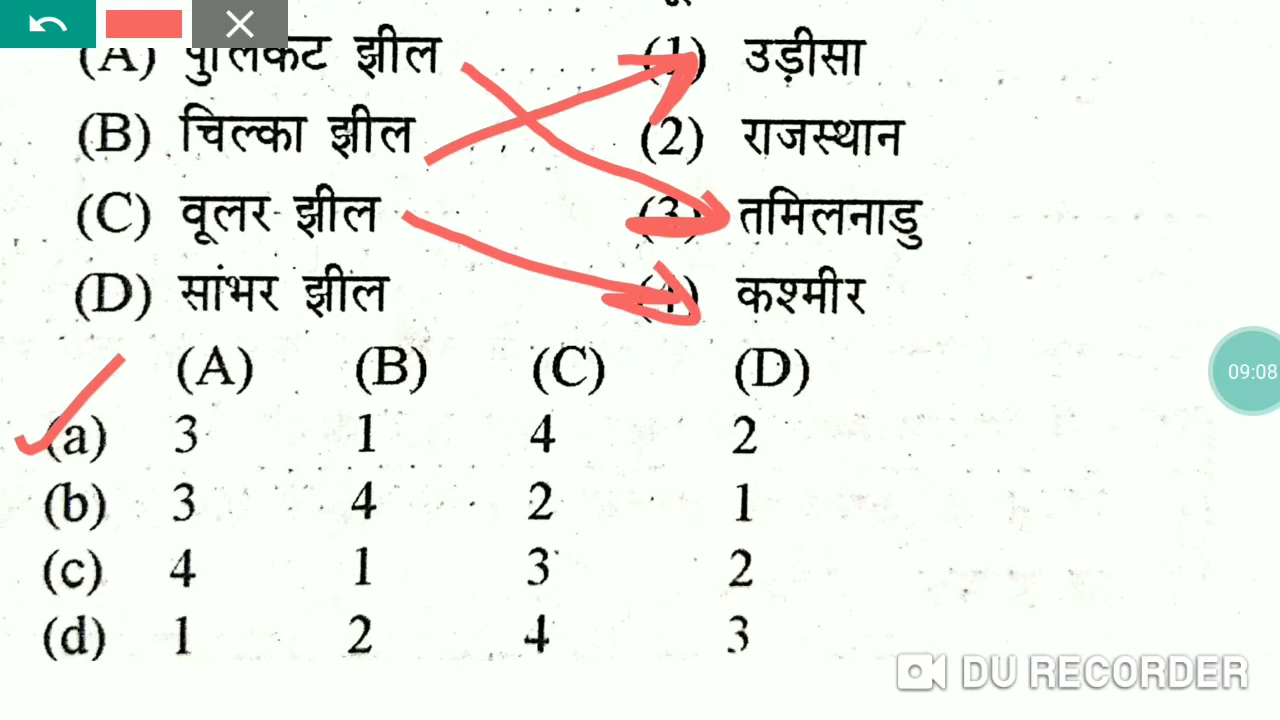 (A) पुलिकट झील (1) उड़ीसा
(B) चिल्का झील (2) राजस्थान
(C) वूलर झील (3) तमिलनाडु
(D) सांभर झील (4) कश्मीर
(A) (B) (C) (D)
(a) 3 1 4 2
(b) 3 4 2 1
(c) 4 1 3 2
(d) 1 2 4 3
09:08
DU RECORDER